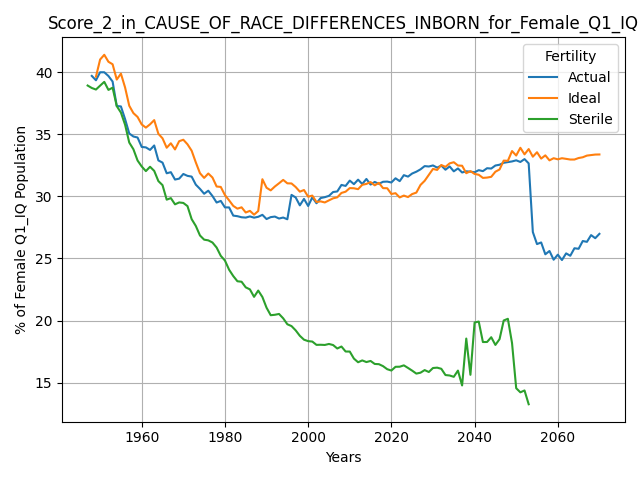 Score_2_in_CAUSE_OF_RACE_DIFFERENCES_INBORN_for_Female_Q1_IQ
Fertility
Actual
Ideal
Sterile
% of Female Q1_IQ Population
40
35
30
25
20
15
1960
1980
2000
2020
2040
2060
Years